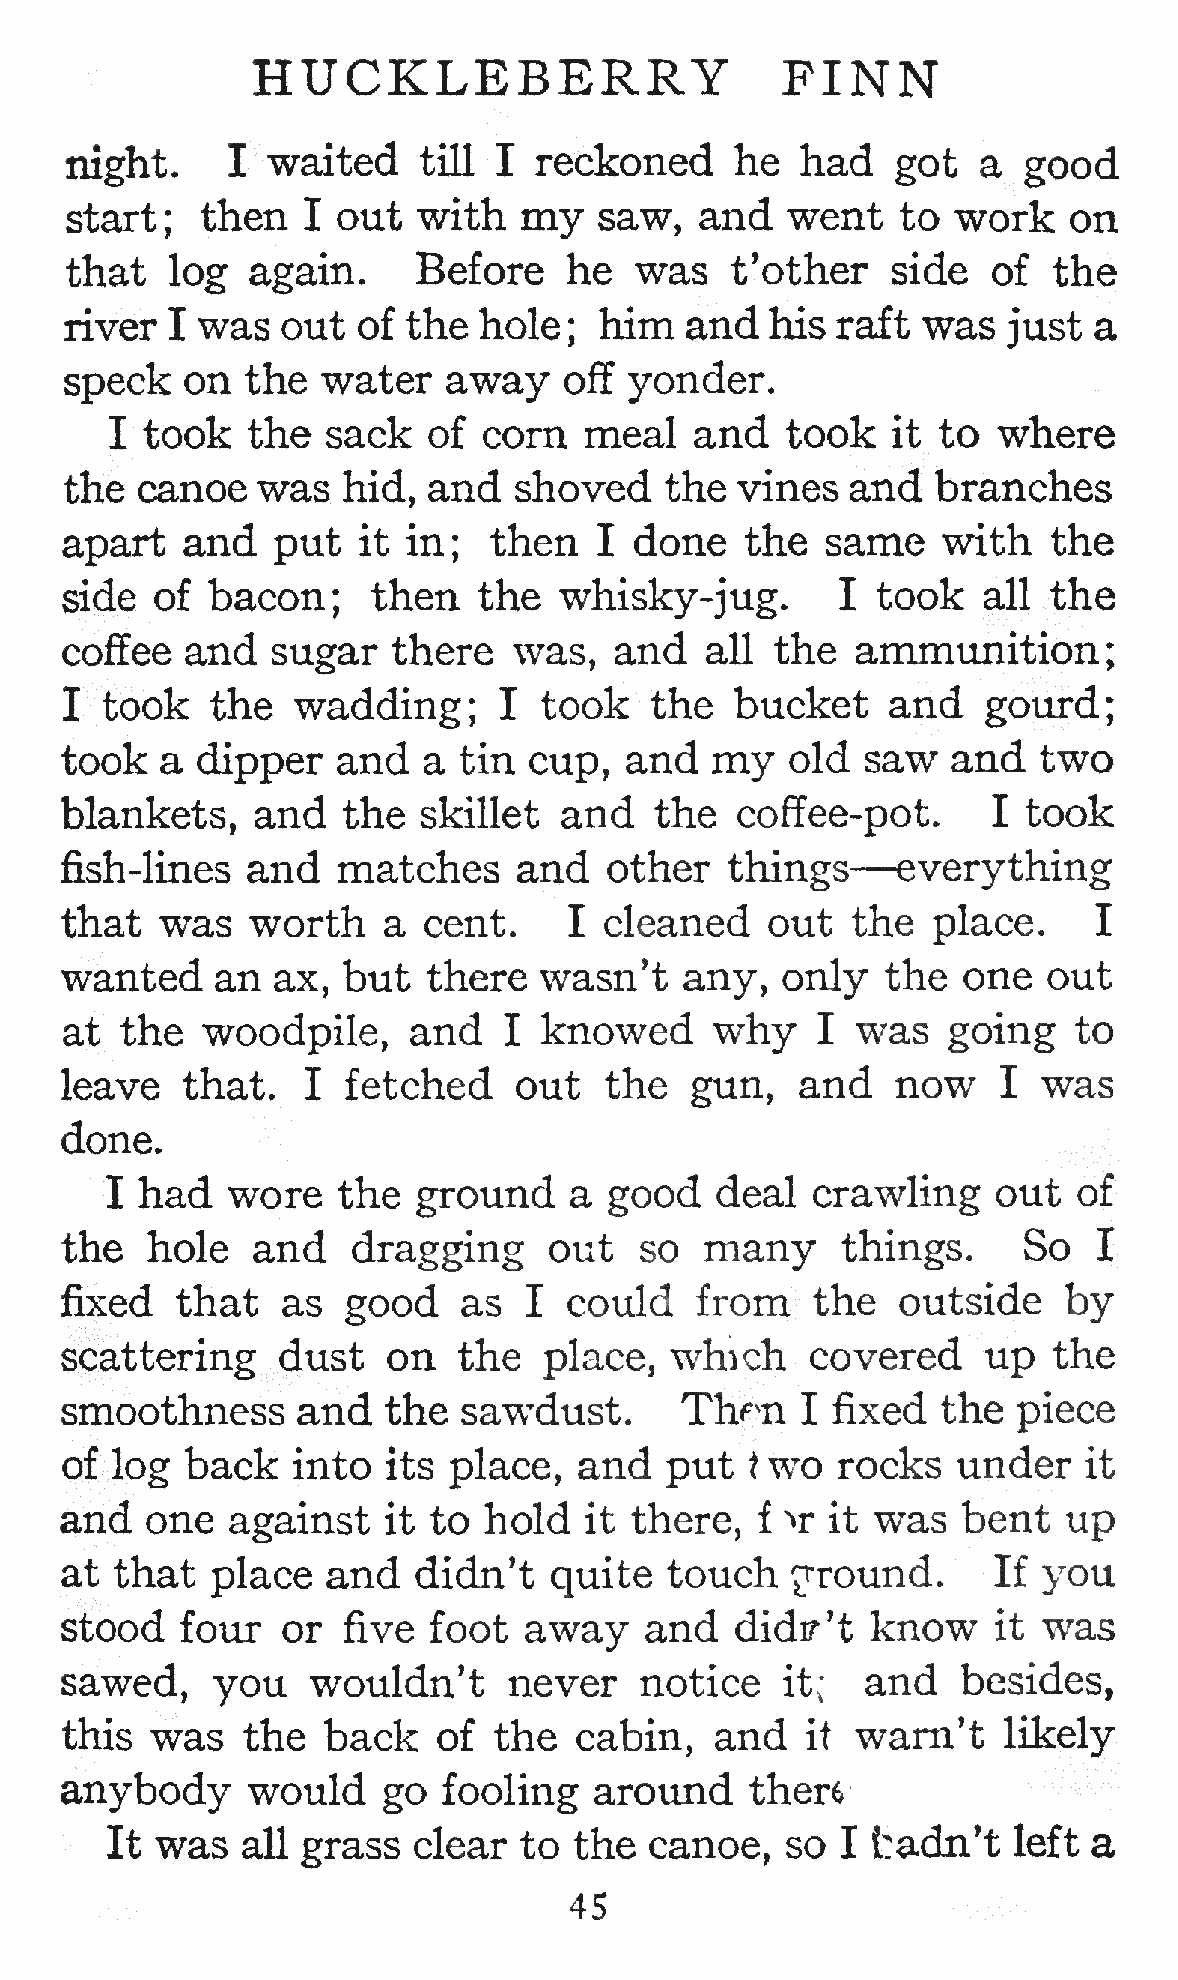 HUCKLEBERRY FINN
night. I waited till I reckoned he had got a good
start; then I out with my saw, and went to work on
that log again. Before he was t'other side of the
river I was out of the hole; him and his raft was just a
speck on the water away off yonder.
I took the sack of corn meal and took it to where
the canoe was hid, and shoved the vines and branches
apart and put it in; then I done the same with the
side of bacon; then the whisky-jug. I took all the
coffee and sugar there was, and all the ammunition;
I took the wadding; I took the bucket and gourd;
took a dipper and a tin cup, and my old saw and two
blankets, and the skillet and the coffee-pot. I took
fish-lines and matches and other things—everything
that was worth a cent. I cleaned out the place. I
wanted an ax, but there wasn't any, only the one out
at the woodpile, and I knowed why I was going to
leave that. I fetched out the gun, and now I was
done.
I had wore the ground a good deal crawling out of
the hole and dragging out so many things. So I
fixed that as good as I could from the outside by
scattering dust on the place, which covered up the
smoothness and the sawdust. Then I fixed the piece
of log back into its place, and put two rocks under it
and one against it to hold it there, for it was bent up
at that place and didn't quite touch ground. If you
stood four or five foot away and didn't know it was
sawed, you wouldn't never notice it; and besides,
this was the back of the cabin, and it warn't likely
anybody would go fooling around there
It was all grass clear to the canoe, so I hadn't left a
45